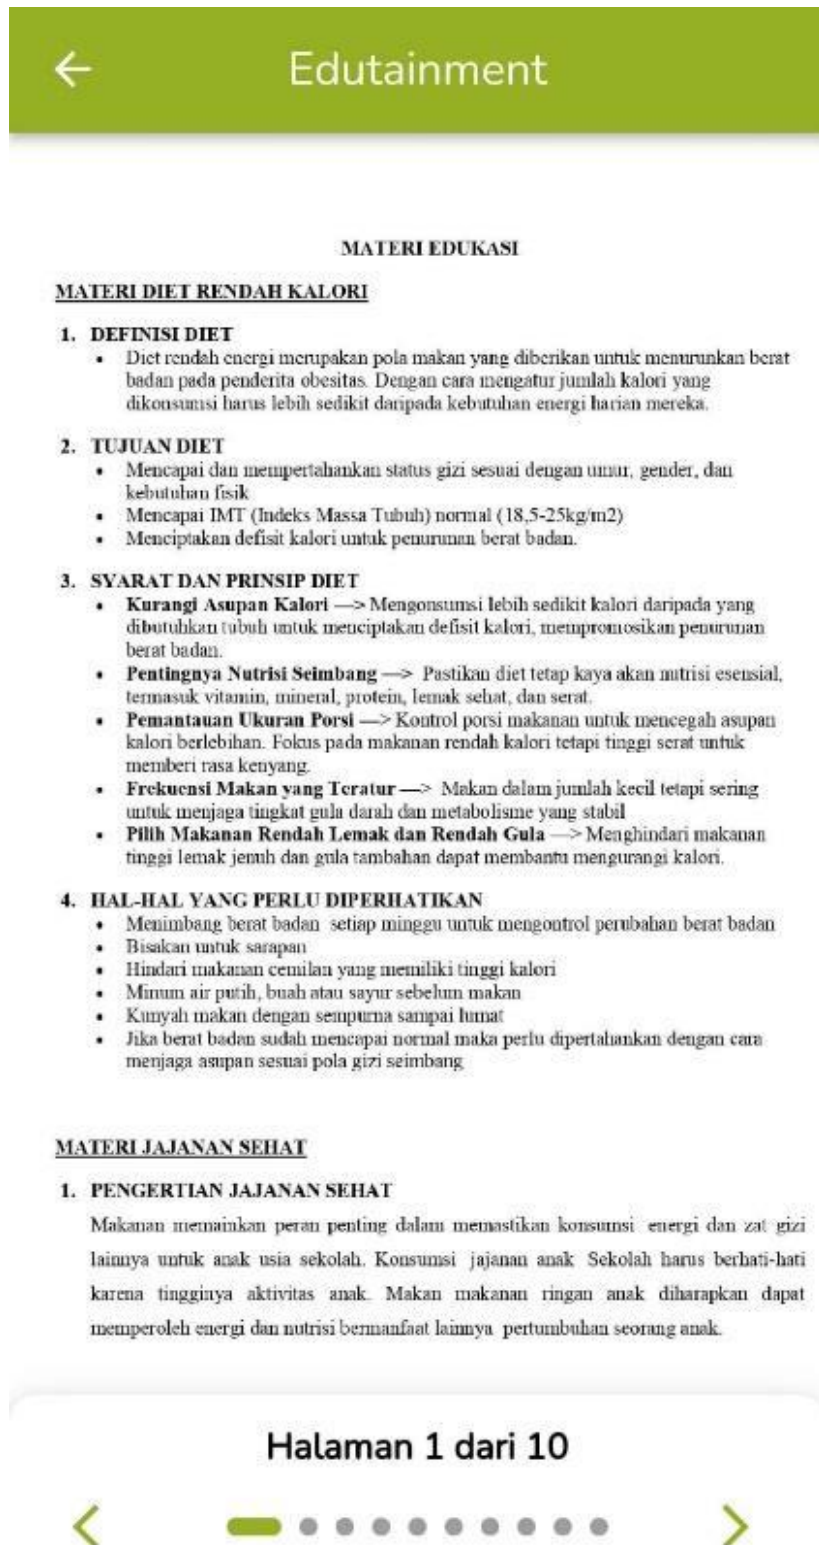 Edutainment
MATERI EDUKASI
MATERI DIET RENDAH KALORI
1. DEFINISI DIET
• Diet rendah energi merupakan pola makan yang diberikan untuk menurunkan berat
badan pada penderita obesitas. Dengan cara mengatur jumlah kalori yang
dikonsumsi harus lebih sedikit daripada kebutuhan energi harian mereka.
2. TUJUAN DIET
• Mencapai dan mempertahankan status gizi sesuai dengan umur, gender, dan
kebutuhan fisik
• Mencapai IMT (Indeks Massa Tubuh) normal (18,5-25kg/m2)
• Menciptakan defisit kalori untuk penurunan berat badan.
3. SYARAT DAN PRINSIP DIET
• Kurangi Asupan Kalori —> Mengonsumsi lebih sedikit kalori daripada yang
dibutuhkan tubuh untuk menciptakan defisit kalori, mempromosikan penurunan
berat badan.
• Pentingnya Nutrisi Seimbang —> Pastikan diet tetap kaya akan nutrisi esensial,
termasuk vitamin, mineral, protein, lemak sehat, dan serat.
• Pemantauan Ukuran Porsi —> Kontrol porsi makanan untuk mencegah asupan
kalori berlebihan. Fokus pada makanan rendah kalori tetapi tinggi serat untuk
memberi rasa kenyang.
• Frekuensi Makan yang Teratur —> Makan dalam jumlah kecil tetapi sering
untuk menjaga tingkat gula darah dan metabolisme yang stabil
• Pilih Makanan Rendah Lemak dan Rendah Gula —> Menghindari makanan
tinggi lemak jenuh dan gula tambahan dapat membantu mengurangi kalori.
4. HAL-HAL YANG PERLU DIPERHATIKAN
• Menimbang berat badan setiap minggu untuk mengontrol perubahan berat badan
• Bisakan untuk sarapan
• Hindari makanan cemilan yang memiliki tinggi kalori
• Minum air putih, buah atau sayur sebelum makan
• Kunyah makan dengan sempurna sampai lumat
• Jika berat badan sudah mencapai normal maka perlu dipertahankan dengan cara
menjaga asupan sesuai pola gizi seimbang
MATERI JAJANAN SEHAT
1. PENGERTIAN JAJANAN SEHAT
Makanan memainkan peran penting dalam memastikan konsumsi energi dan zat gizi
lainnya untuk anak usia sekolah. Konsumsi jajanan anak Sekolah harus berhati-hati
karena tingginya aktivitas anak. Makan makanan ringan anak diharapkan dapat
memperoleh energi dan nutrisi bermanfaat lainnya pertumbuhan seorang anak.
Halaman 1 dari 10